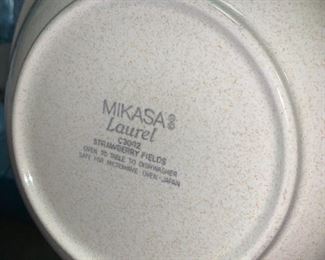 MIKASA
Laurel
C3002
STRAWBERRY FIELDS
OVEN TO TABLE TO DISHWASHER
SAFE FOR MICROWAVE OVEN-JAPAN